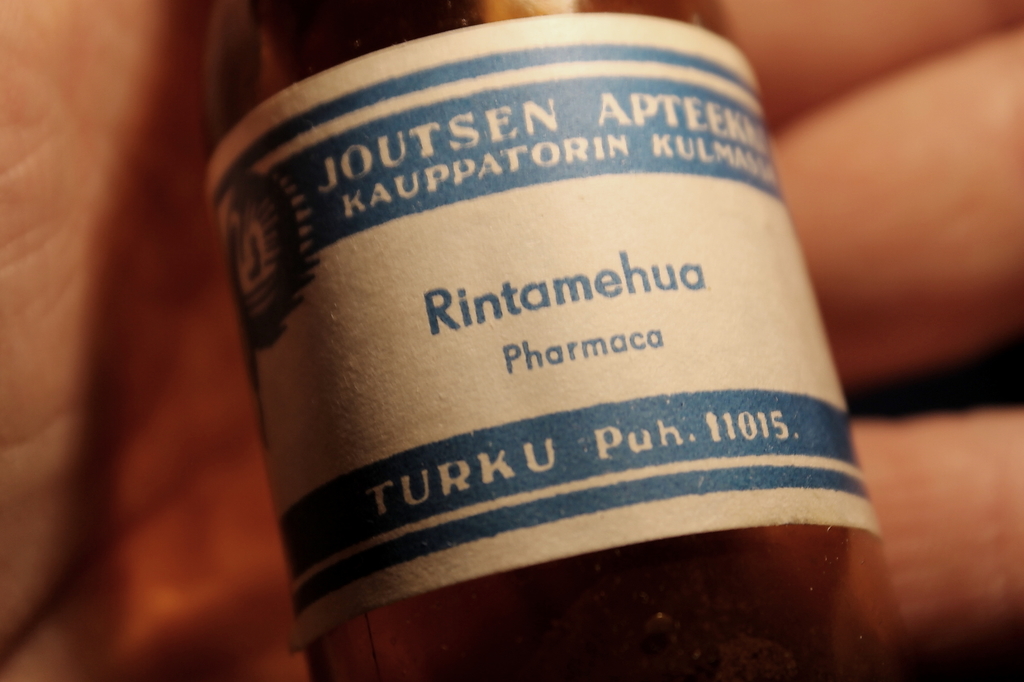 JOUTSEN
KAUPPATORIN
Rintamehua
Pharmaca
TURKU Puh. 11015.